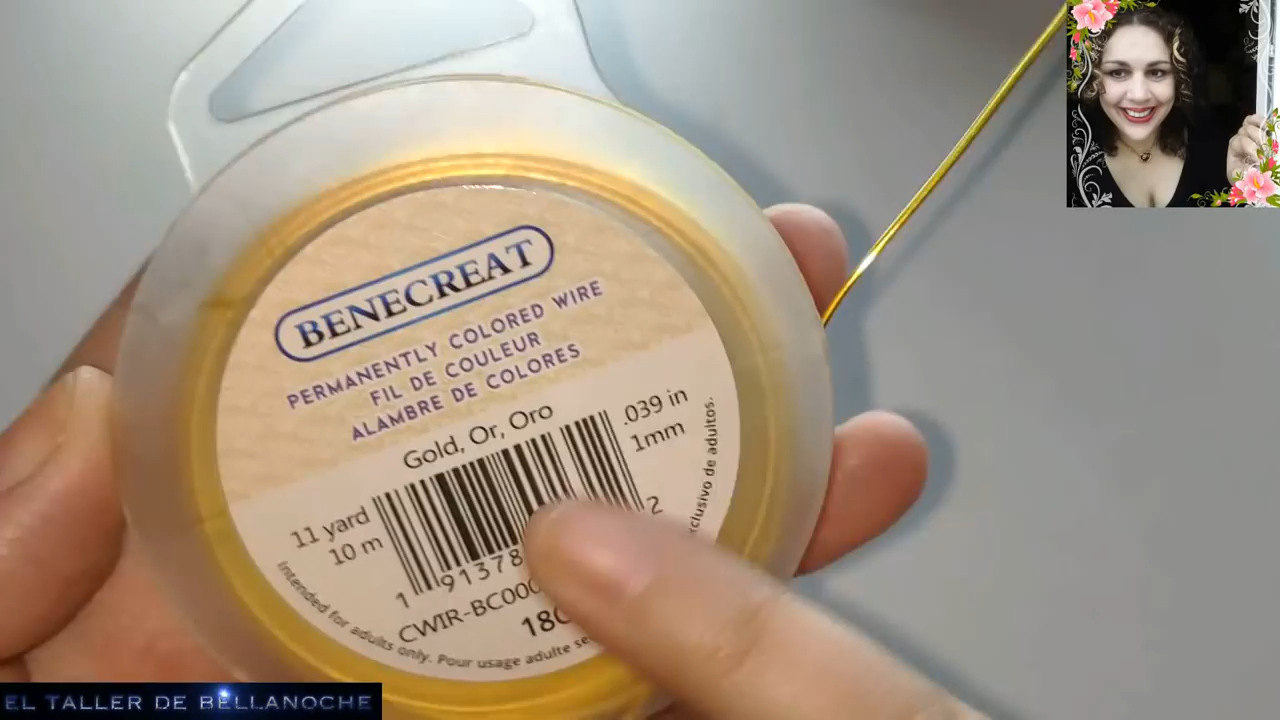 BENECREAT
PERMANENTLY COLORED WIRE
FIL DE COULEUR
ALAMBRE DE COLORES
Gold, Or, Oro
.039 in
1mm
11 yard
10 m
1 91378 2
CWIR-BC000
Intended for adults only. Pour usage adulte
de adultos.
EL TALLER DE BELLANOCHE